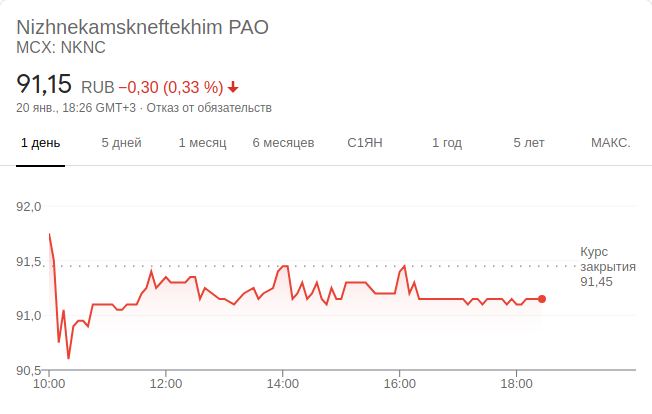 Nizhnekamskneftekhim PAO
MCX: NKNC
91,15 RUB −0,30 (0,33 %)
20 янв., 18:26 GMT+3 · Отказ от обязательств
1 день 5 дней 1 месяц 6 месяцев С1ЯН 1 год 5 лет МАКС.
92,0
91,5
91,0
90,5
Курс
закрытия
91,45
10:00 12:00 14:00 16:00 18:00